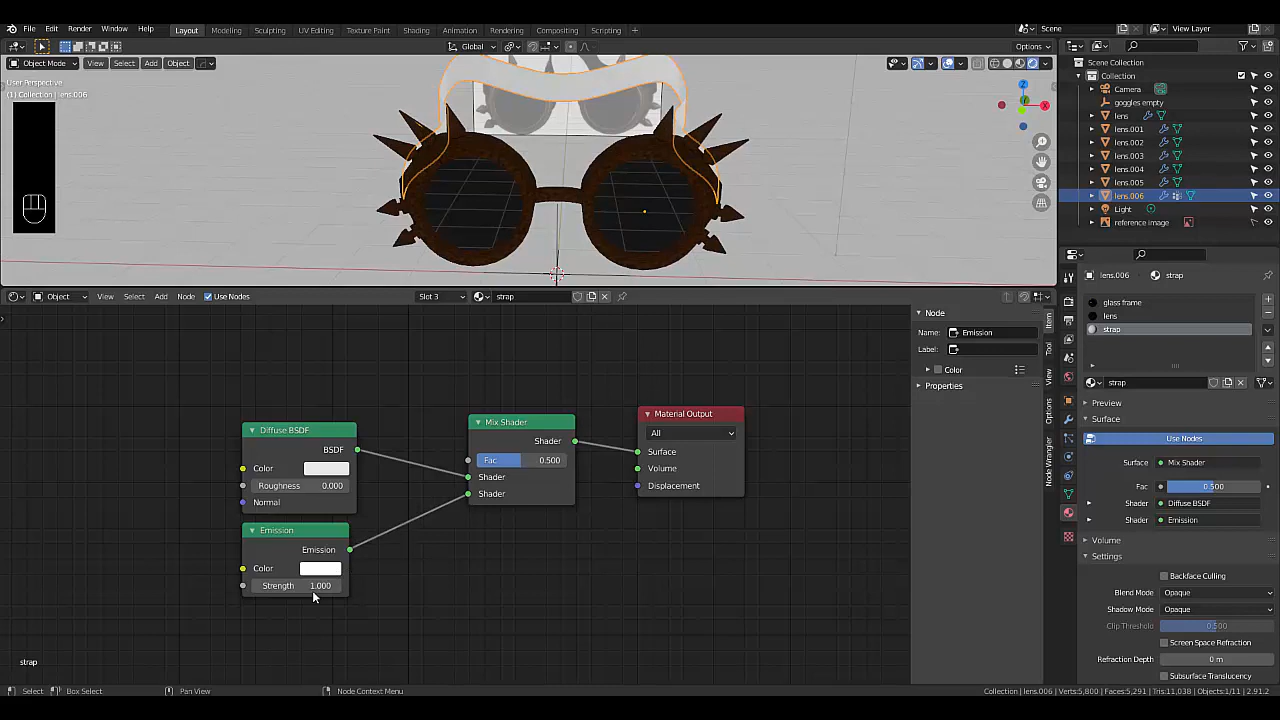 File Edit Render Window Help Layout Modeling Sculpting UV Editing Texture Paint Shading Animation Rendering Compositing Scripting + Scene View Layer
Global Options
Object Mode View Select Add Object
User Perspective
(1) Collection | lens.006
X
Scene Collection
Collection
Camera
goggles empty
lens
lens.001
lens.002
lens.003
lens.004
lens.005
lens.006
Light
reference image
Object View Select Add Node Use Nodes Slot 3 strap
lens.006 strap
glass frame
lens
strap
strap
Preview
Surface
Use Nodes
Surface Mix Shader
Fac 0.500
Shader Diffuse BSDF
Shader Emission
Volume
Settings
Backface Culling
Blend Mode Opaque
Shadow Mode Opaque
Clip Threshold 0.500
Screen Space Refraction
Refraction Depth 0 m
Subsurface Translucency
Node
Name: Emission
Label:
Color
Properties
Item
Tool
View
Options
Node Wrangler
Diffuse BSDF
BSDF
Color
Roughness 0.000
Normal
Emission
Emission
Color
Strength 1.000
Mix Shader
Shader
Fac 0.500
Shader
Shader
Material Output
All
Surface
Volume
Displacement
strap
Select Box Select Pan View Node Context Menu Collection | lens.006 | Verts:5,800 | Faces:5,291 | Tris:11,038 | Objects:1/11 | 2.91.2